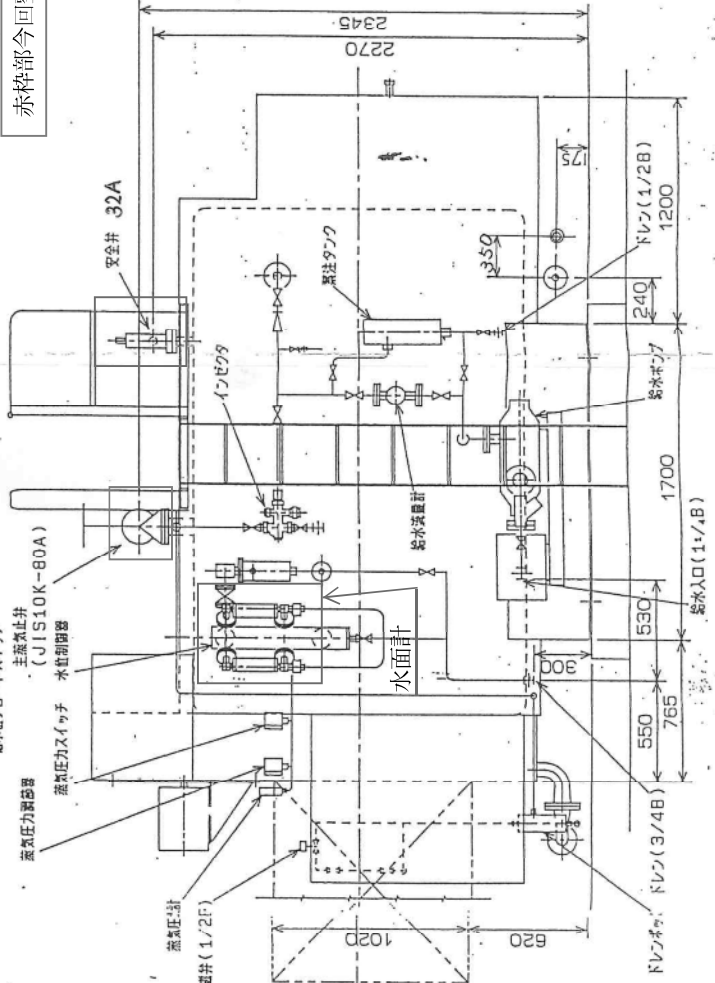 赤枠部今回
2345
2270
安全弁 32A
175
350
ドレン(1/2B)
1200
240
薬注タンク
インゼクタ
給水ポンプ
1700
給水流量計
主蒸気止弁
(JIS10K-80A)
水位制御器
給水入口(1¼B)
530
水面計
300
蒸気圧力スイッチ
550
765
蒸気圧力調節器
蒸気圧計
弁(1/2B)
1020
620
ドレン(3/4B)
ドレンポッ